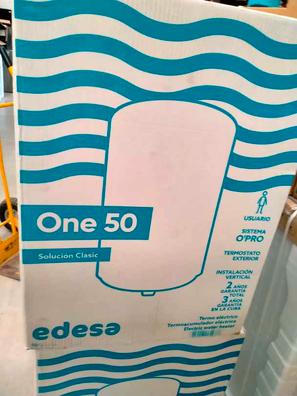 One 50
Solución Clasic
USUARIO
SISTEMA
O'PRO
TERMOSTATO
EXTERIOR
INSTALACIÓN
VERTICAL
2 AÑOS
GARANTÍA
TOTAL
3 AÑOS
GARANTÍA
EN LA CUBA
edesa
Termo eléctrico
Termoacumulador eléctrico
Electric water heater